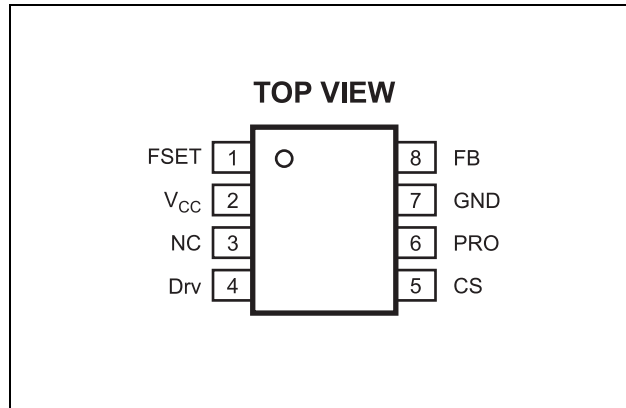 TOP VIEW
FSET 1 8 FB
VCC 2 7 GND
NC 3 6 PRO
Drv 4 5 CS